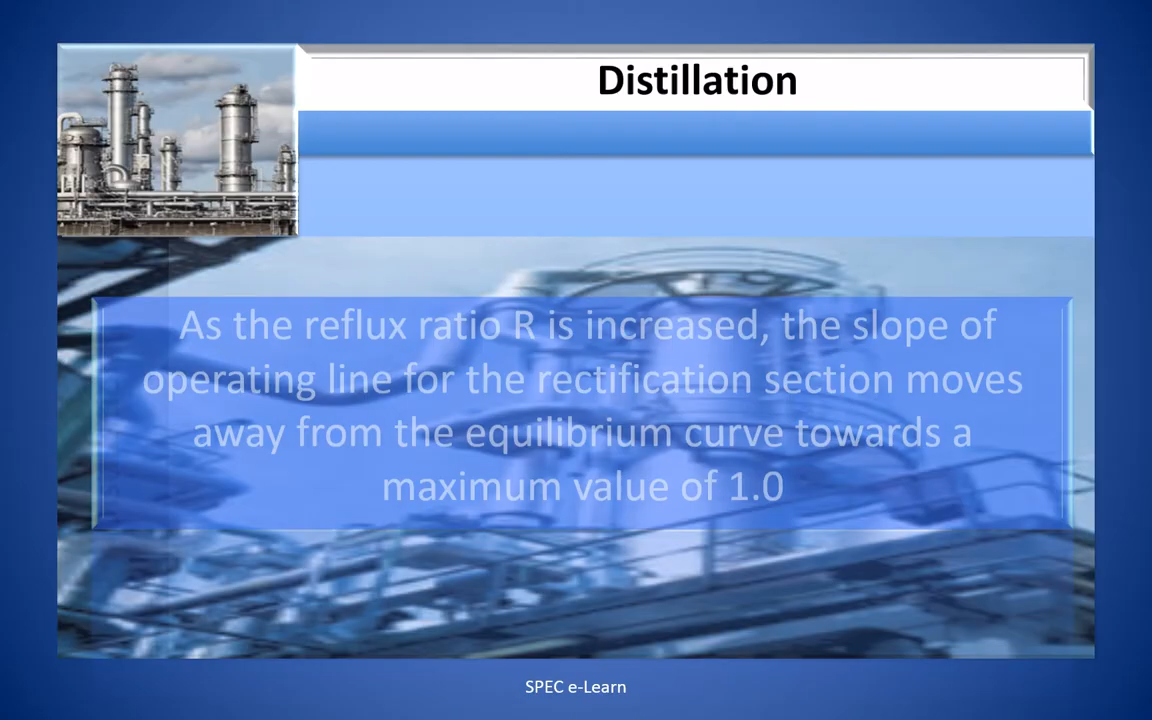 Distillation
As the reflux ratio R is increased, the slope of
operating line for the rectification section moves
away from the equilibrium curve towards a
maximum value of 1.0
SPEC e-Learn